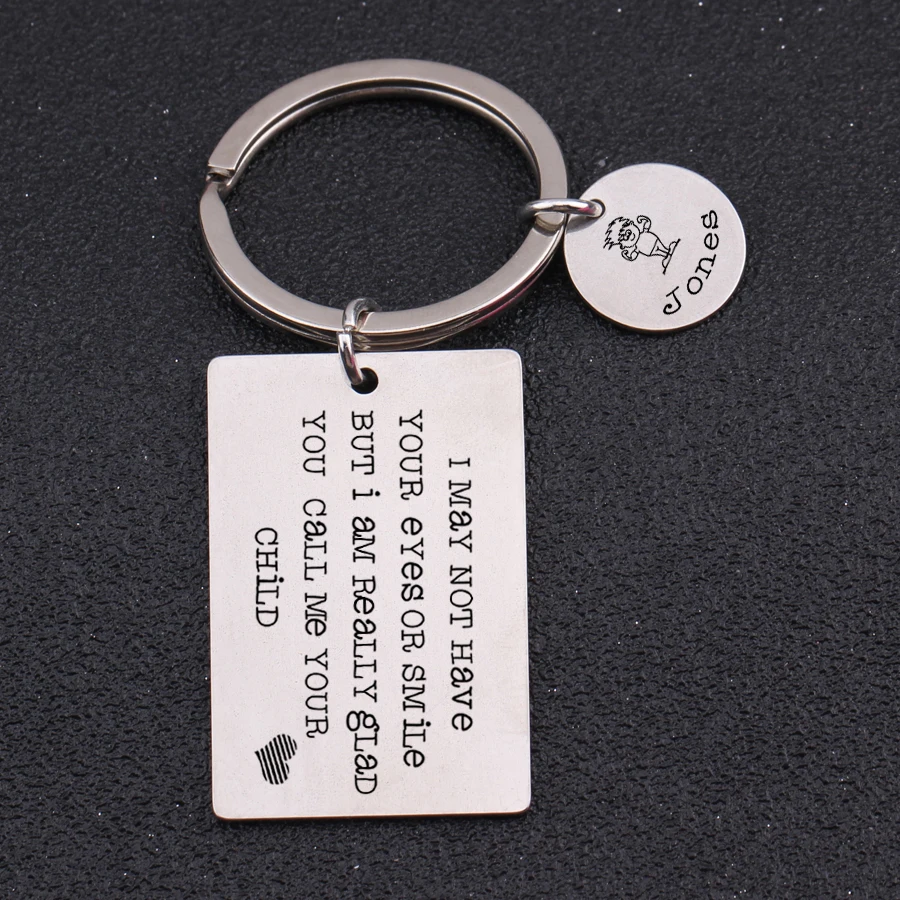 I MAY NOT HAve
YOUR eYes OR SMiLe
BUT i aM ReaLLY gLaD
YOU CaLL Me YOUR
CHiLD
Jones